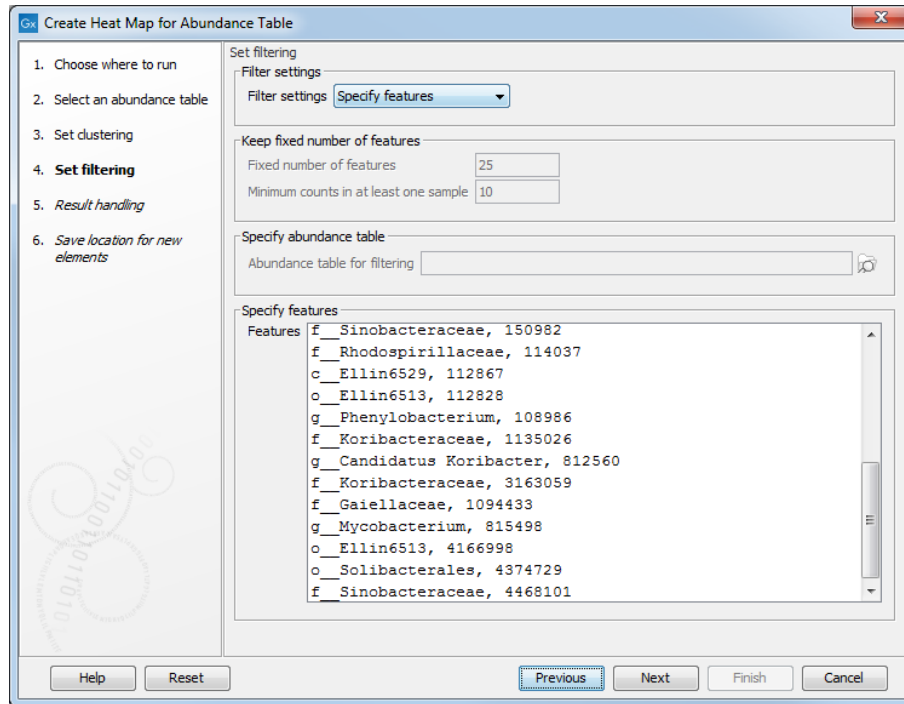 Gx Create Heat Map for Abundance Table
1. Choose where to run
2. Select an abundance table
3. Set clustering
4. Set filtering
5. Result handling
6. Save location for new
elements
Set filtering
Filter settings
Filter settings Specify features
Keep fixed number of features
Fixed number of features 25
Minimum counts in at least one sample 10
Specify abundance table
Abundance table for filtering
Specify features
Features f__Sinobacteraceae, 150982
f__Rhodospirillaceae, 114037
c__Ellin6529, 112867
o__Ellin6513, 112828
g__Phenylobacterium, 108986
f__Koribacteraceae, 1135026
g__Candidatus Koribacter, 812560
f__Koribacteraceae, 3163059
f__Gaiellaceae, 1094433
g__Mycobacterium, 815498
o__Ellin6513, 4166998
o__Solibacterales, 4374729
f__Sinobacteraceae, 4468101
Help Reset Previous Next Finish Cancel